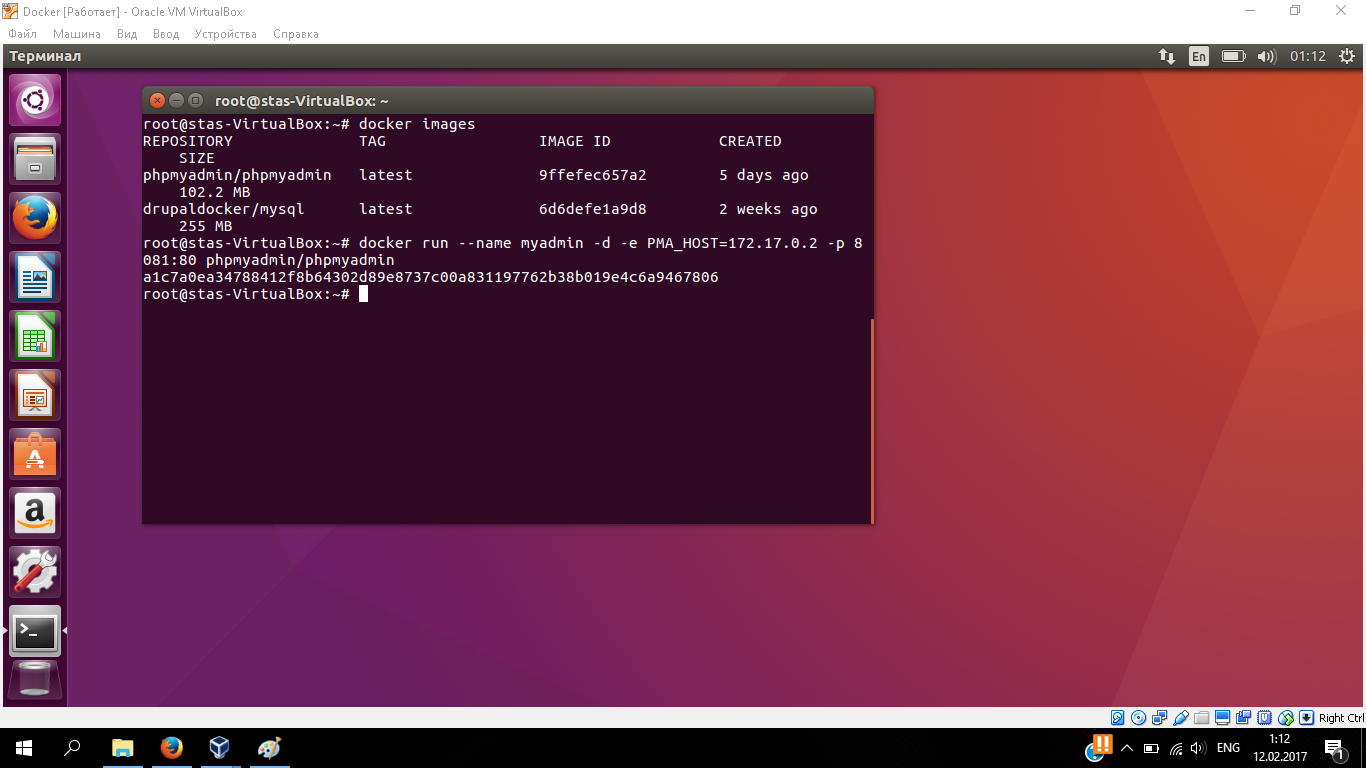 Docker [Работает] - Oracle VM VirtualBox
Файл Машина Вид Ввод Устройства Справка
Терминал En 01:12
root@stas-VirtualBox: ~
root@stas-VirtualBox:~# docker images
REPOSITORY TAG IMAGE ID CREATED
SIZE
phpmyadmin/phpmyadmin latest 9ffefec657a2 5 days ago
102.2 MB
drupaldocker/mysql latest 6d6defe1a9d8 2 weeks ago
255 MB
root@stas-VirtualBox:~# docker run --name myadmin -d -e PMA_HOST=172.17.0.2 -p 8
081:80 phpmyadmin/phpmyadmin
a1c7a0ea34788412f8b64302d89e8737c00a831197762b38b019e4c6a9467806
root@stas-VirtualBox:~#
Right Ctrl
ENG
1:12
12.02.2017
1